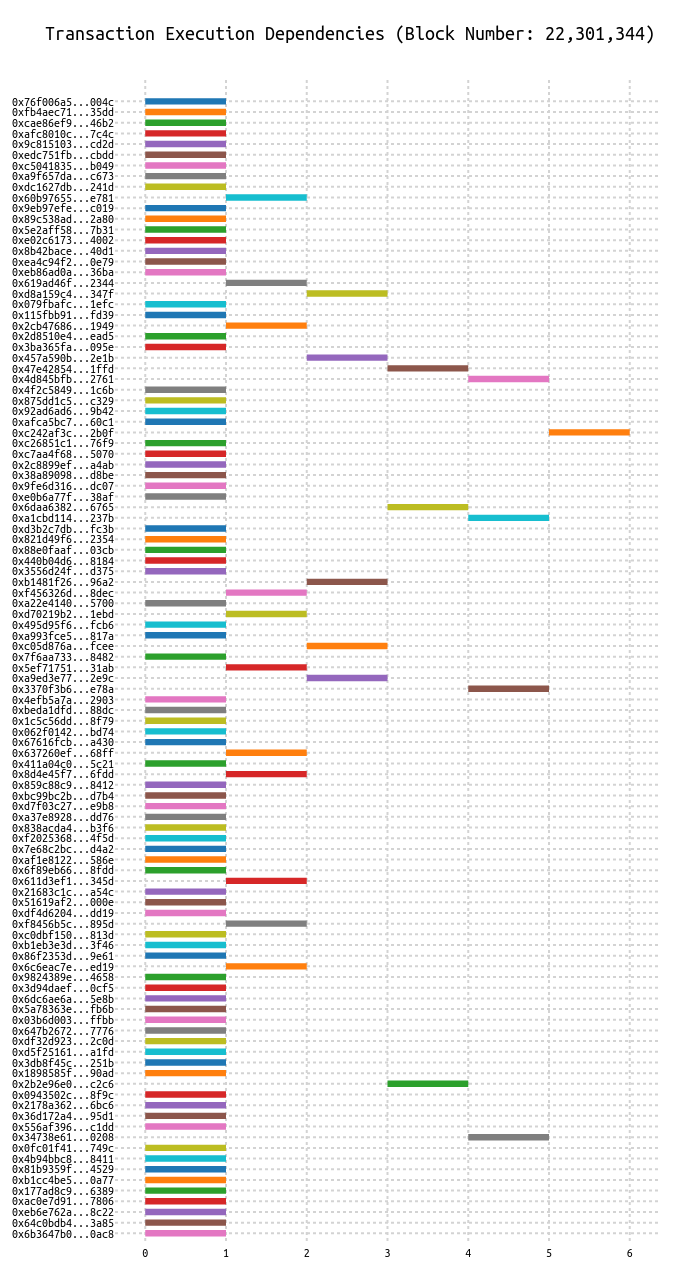 Transaction Execution Dependencies (Block Number: 22,301,344)
0x76f006a5...004c
0xfb4aec71...35dd
0xcae86ef9...46b2
0xafc8010c...7c4c
0x9c815103...cd2d
0xedc751fb...cbdd
0xc5041835...b049
0xa9f657da...c673
0xdc1627db...241d
0x60b97655...e781
0x9eb97efe...c019
0x89c538ad...2a80
0x5e2aff58...7b31
0xe02c6173...4002
0x8b42bace...40d1
0xea4c94f2...0e79
0xeb86ad0a...36ba
0x619ad46f...2344
0xd8a159c4...347f
0x079fbafc...1efc
0x115fbb91...fd39
0x2cb47686...1949
0x2d8510e4...ead5
0x3ba365fa...095e
0x457a590b...2e1b
0x47e42854...1ffd
0x4d845bfb...2761
0x4f2c5849...1c6b
0x875dd1c5...c329
0x92ad6ad6...9b42
0xafca5bc7...60c1
0xc242af3c...2b0f
0xc26851c1...76f9
0xc7aa4f68...5070
0x2c8899ef...a4ab
0x38a89098...d8be
0x9fe6d316...dc07
0xe0b6a77f...38af
0x6daa6382...6765
0xa1cbd114...237b
0xd3b2c7db...fc3b
0x821d49f6...2354
0x88e0faaf...03cb
0x440b04d6...8184
0x3556d24f...d375
0xb1481f26...96a2
0xf456326d...8dec
0xa22e4140...5700
0xd70219b2...1ebd
0x495d95f6...fcb6
0xa993fce5...817a
0xc05d876a...fcee
0x7f6aa733...8482
0x5ef71751...31ab
0xa9ed3e77...2e9c
0x3370f3b6...e78a
0x4efb5a7a...2903
0xbeda1dfd...88dc
0x1c5c56dd...8f79
0x062f0142...bd74
0x67616fcb...a430
0x637260ef...68ff
0x411a04c0...5c21
0x8d4e45f7...6fdd
0x859c88c9...8412
0xbc99bc2b...d7b4
0xd7f03c27...e9b8
0xa37e8928...dd76
0x838acda4...b3f6
0xf2025368...4f5d
0x7e68c2bc...d4a2
0xaf1e8122...586e
0x6f89eb66...8fdd
0x611d3ef1...345d
0x21683c1c...a54c
0x51619af2...000e
0xdf4d6204...dd19
0xf8456b5c...895d
0xc0dbf150...813d
0xb1eb3e3d...3f46
0x86f2353d...9e61
0x6c6eac7e...ed19
0x9824389e...4658
0x3d94daef...0cf5
0x6dc6ae6a...5e8b
0x5a78363e...fb6b
0x03b6d003...ffbb
0x647b2672...7776
0xdf32d923...2c0d
0xd5f25161...a1fd
0x3db8f45c...251b
0x1898585f...90ad
0x2b2e96e0...c2c6
0x0943502c...8f9c
0x2178a362...6bc6
0x36d172a4...95d1
0x556af396...c1dd
0x34738e61...0208
0x0fc01f41...749c
0x4b94bbc8...8411
0x81b9359f...4529
0xb1cc4be5...0a77
0x177ad8c9...6389
0xac0e7d91...7806
0xeb6e762a...8c22
0x64c0bdb4...3a85
0x6b3647b0...0ac8
0 1 2 3 4 5 6